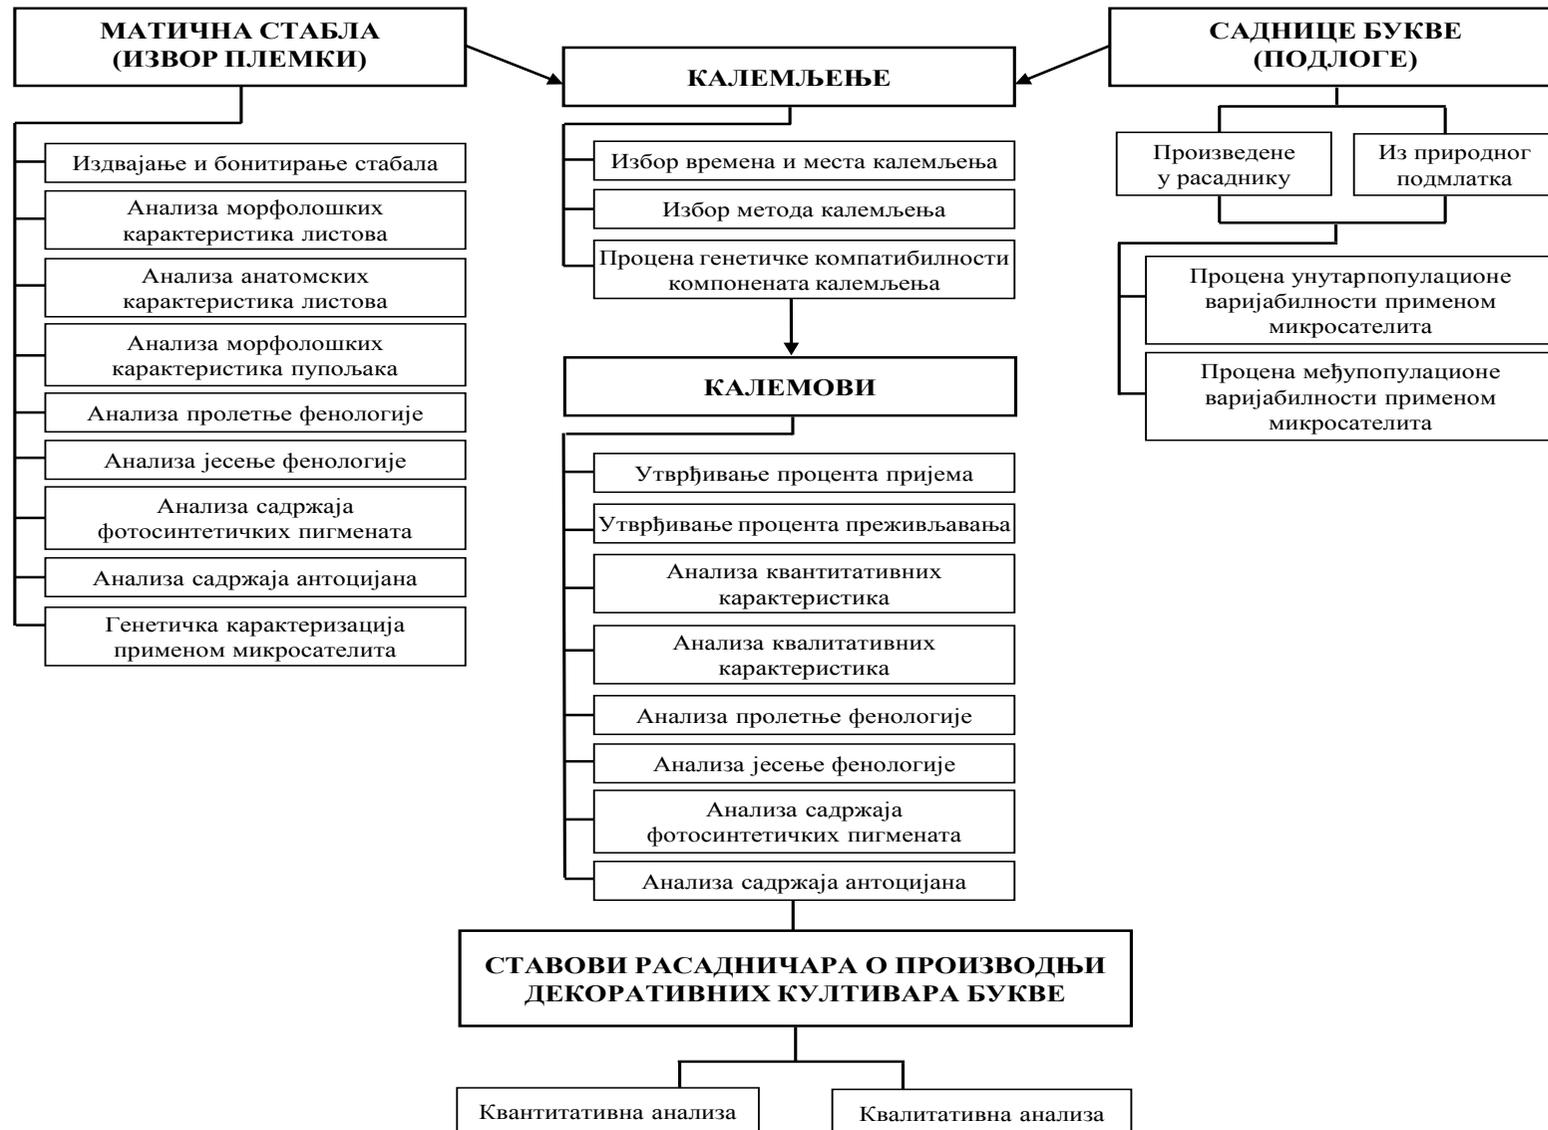 МАТИЧНА СТАБЛА
(ИЗВОР ПЛЕМКИ)
Издвајање и бонитирање стабала
Анализа морфолошких
карактеристика листова
Анализа анатомских
карактеристика листова
Анализа морфолошких
карактеристика пупољака
Анализа пролетње фенологије
Анализа јесење фенологије
Анализа садржаја
фотосинтетичких пигмената
Анализа садржаја антоцијана
Генетичка карактеризација
применом микросателита
КАЛЕМЉЕЊЕ
Избор времена и места калемљења
Избор метода калемљења
Процена генетичке компатибилности
компонената калемљења
САДНИЦЕ БУКВЕ
(ПОДЛОГЕ)
Произведене
у расаднику
Из природног
подмлатка
Процена унутарпопулационе
варијабилности применом
микросателита
Процена међупопулационе
варијабилности применом
микросателита
КАЛЕМОВИ
Утврђивање процента пријема
Утврђивање процента преживљавања
Анализа квантитативних
карактеристика
Анализа квалитативних
карактеристика
Анализа пролетње фенологије
Анализа јесење фенологије
Анализа садржаја
фотосинтетичких пигмената
Анализа садржаја антоцијана
СТАВОВИ РАСАДНИЧАРА О ПРОИЗВОДЊИ
ДЕКОРАТИВНИХ КУЛТИВАРА БУКВЕ
Квантитативна анализа
Квалитативна анализа